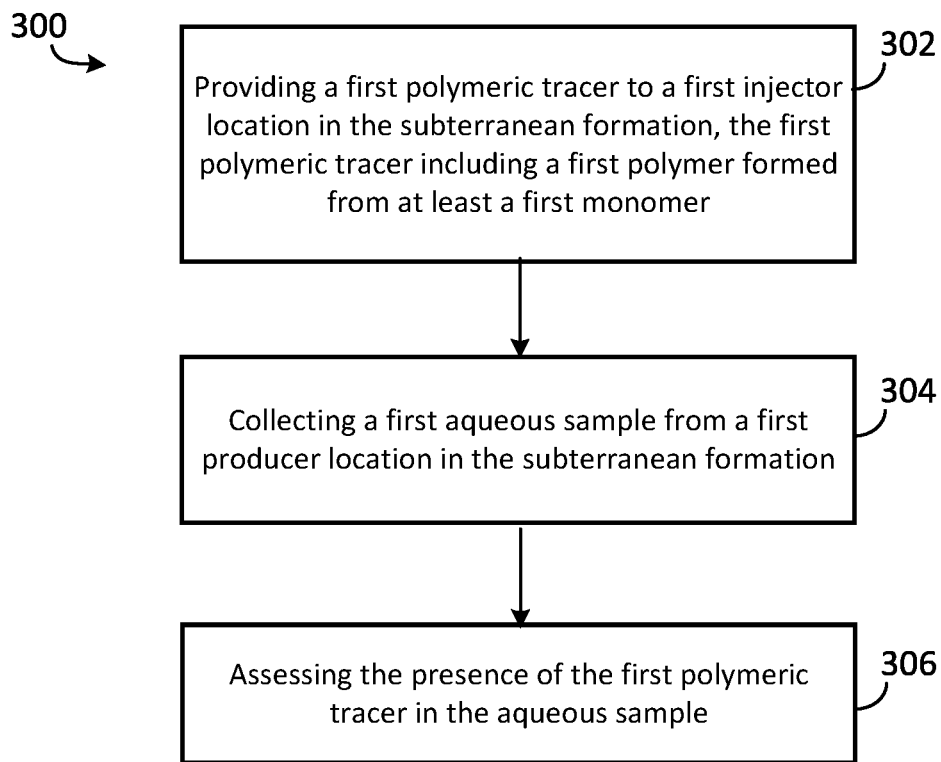 300
302
Providing a first polymeric tracer to a first injector
location in the subterranean formation, the first
polymeric tracer including a first polymer formed
from at least a first monomer
304
Collecting a first aqueous sample from a first
producer location in the subterranean formation
306
Assessing the presence of the first polymeric
tracer in the aqueous sample